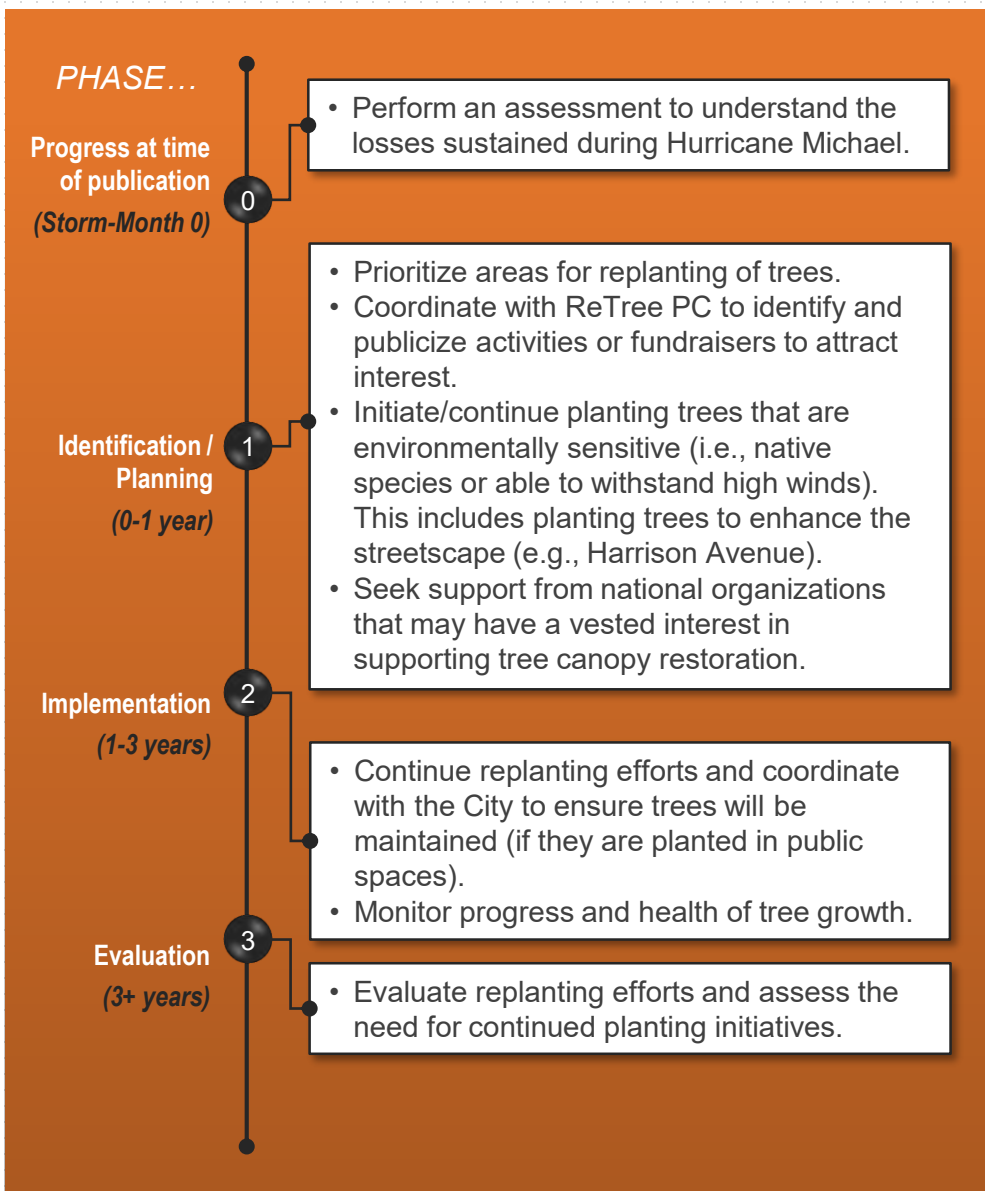 PHASE…
Progress at time
of publication
(Storm-Month 0)
0
• Perform an assessment to understand the
losses sustained during Hurricane Michael.
Identification /
Planning
(0-1 year)
1
• Prioritize areas for replanting of trees.
• Coordinate with ReTree PC to identify and
publicize activities or fundraisers to attract
interest.
• Initiate/continue planting trees that are
environmentally sensitive (i.e., native
species or able to withstand high winds).
This includes planting trees to enhance the
streetscape (e.g., Harrison Avenue).
• Seek support from national organizations
that may have a vested interest in
supporting tree canopy restoration.
Implementation
(1-3 years)
2
• Continue replanting efforts and coordinate
with the City to ensure trees will be
maintained (if they are planted in public
spaces).
• Monitor progress and health of tree growth.
Evaluation
(3+ years)
3
• Evaluate replanting efforts and assess the
need for continued planting initiatives.